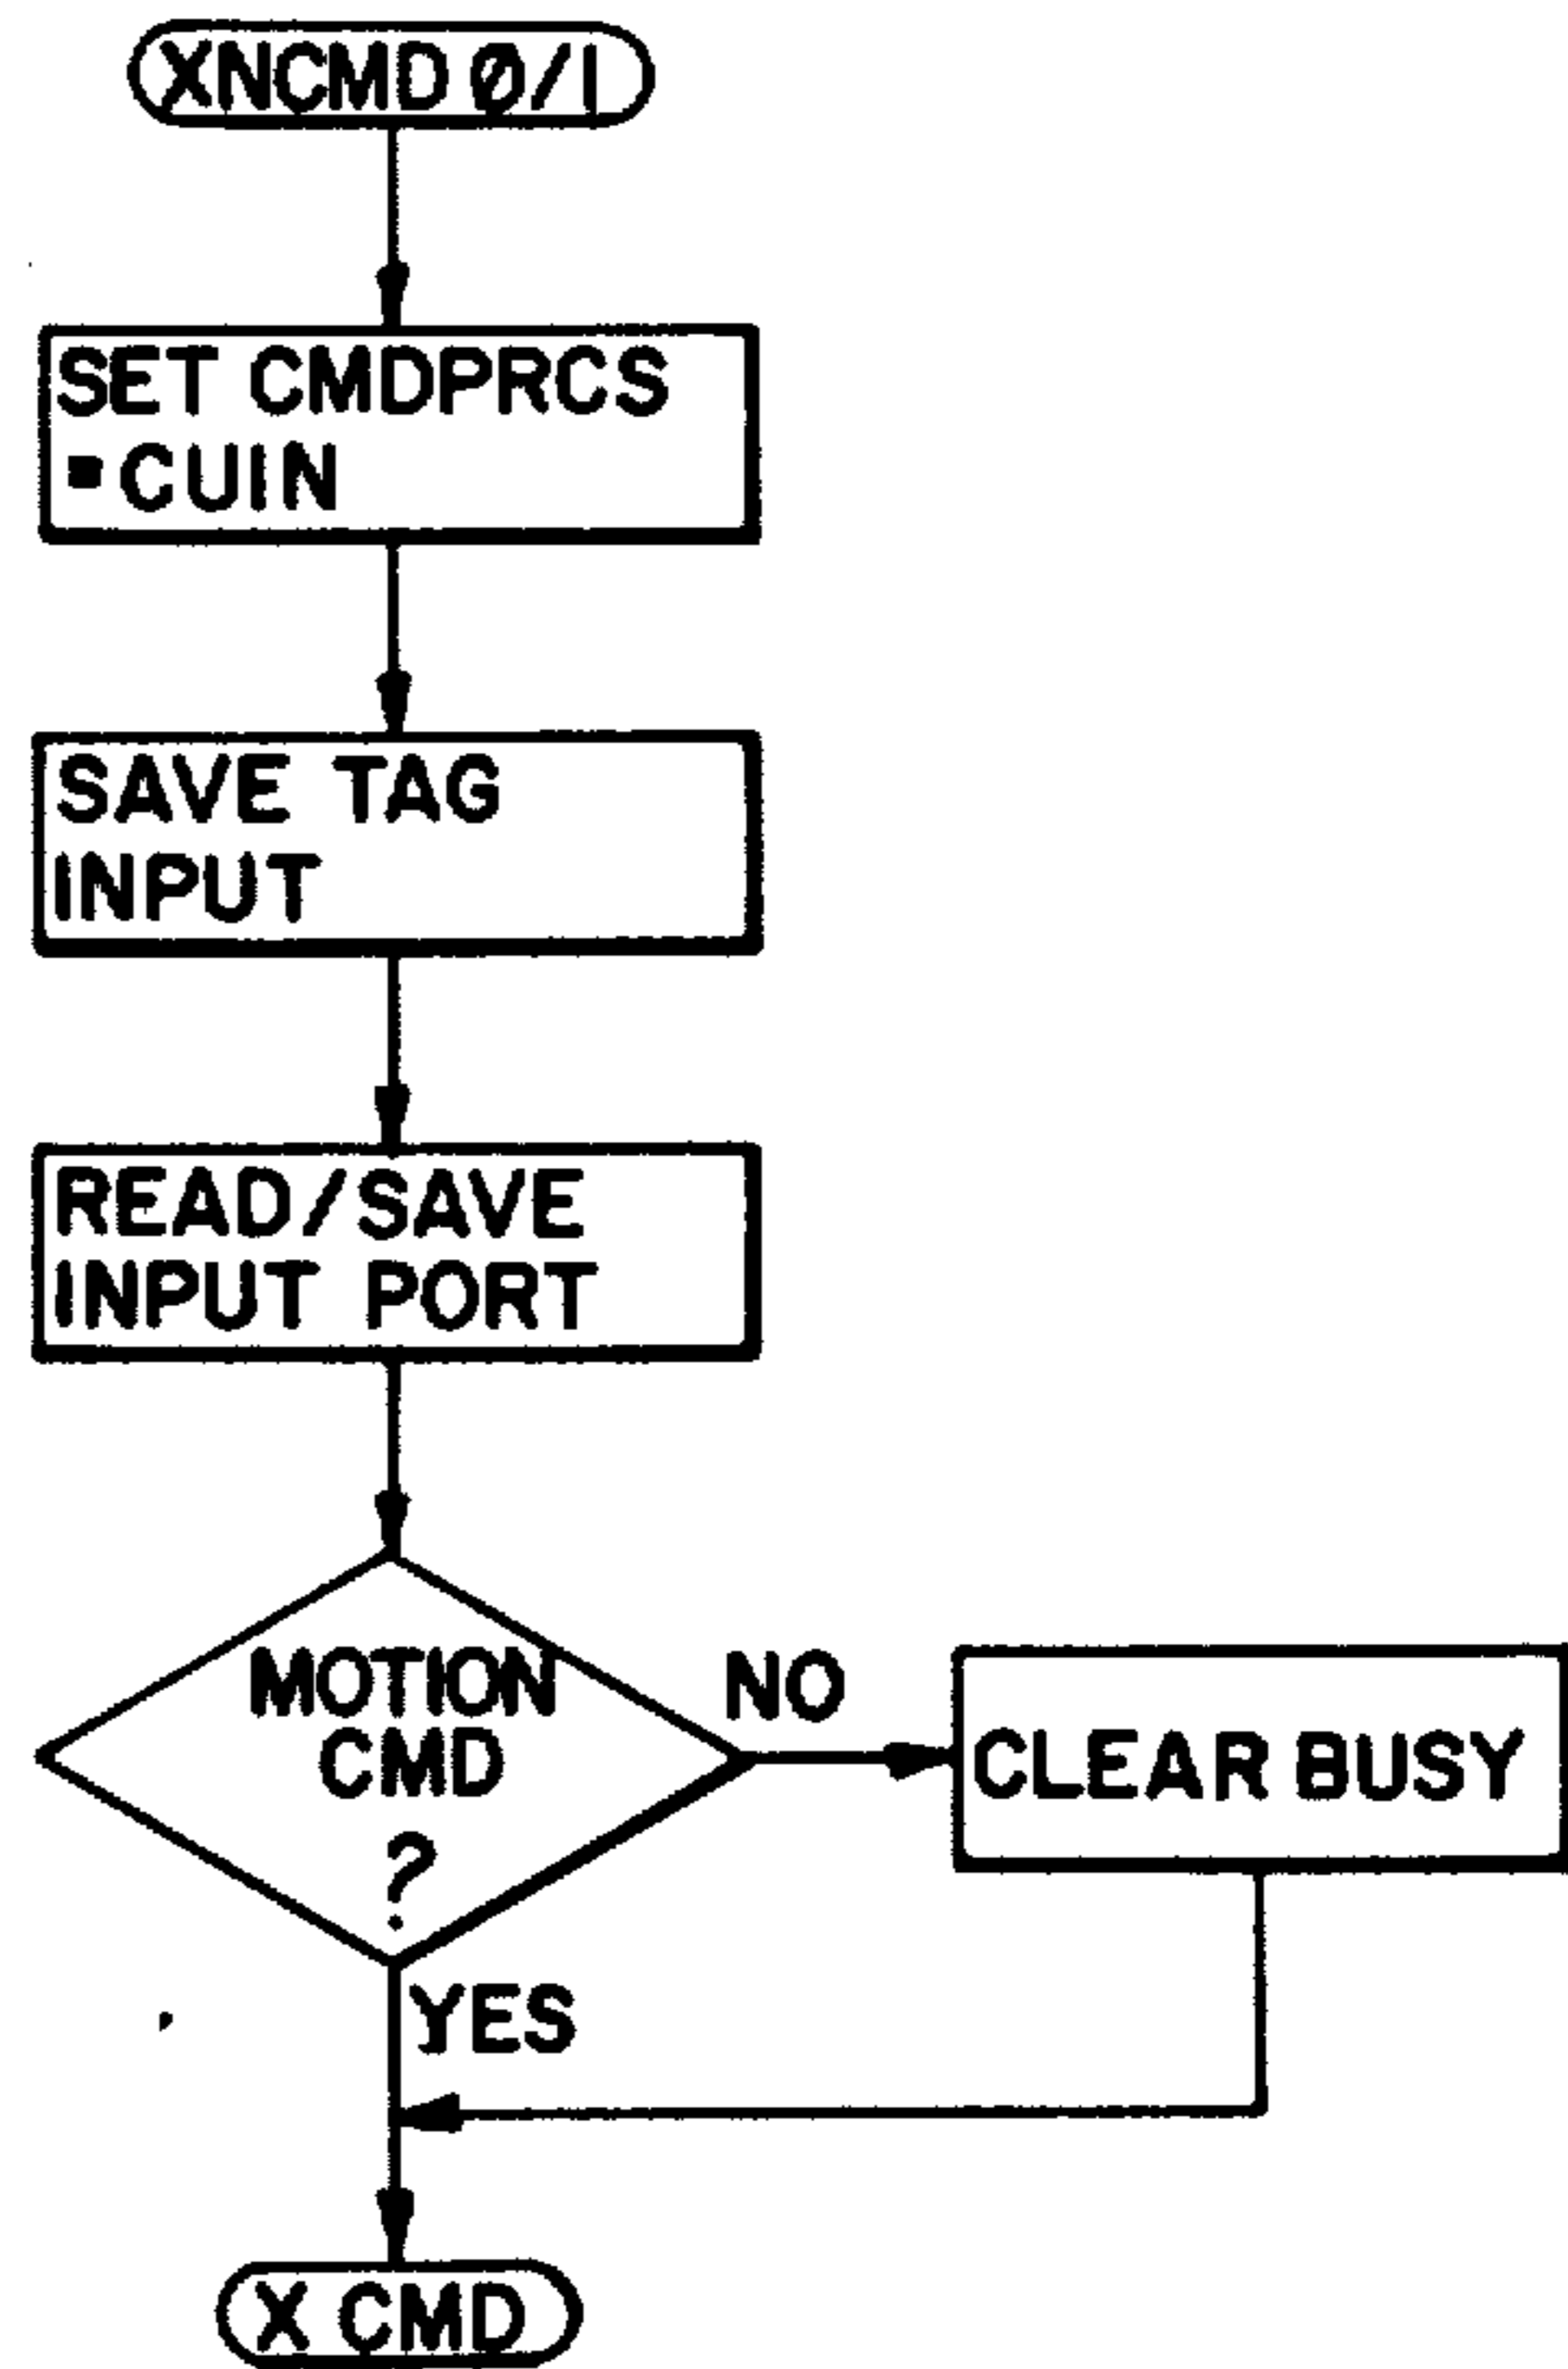 XNCMD 0/1
SET CMDPRCS
▪CUIN
SAVE TAG
INPUT
READ/SAVE
INPUT PORT
MOTION
CMD
?
NO
CLEAR BUSY
YES
X CMD